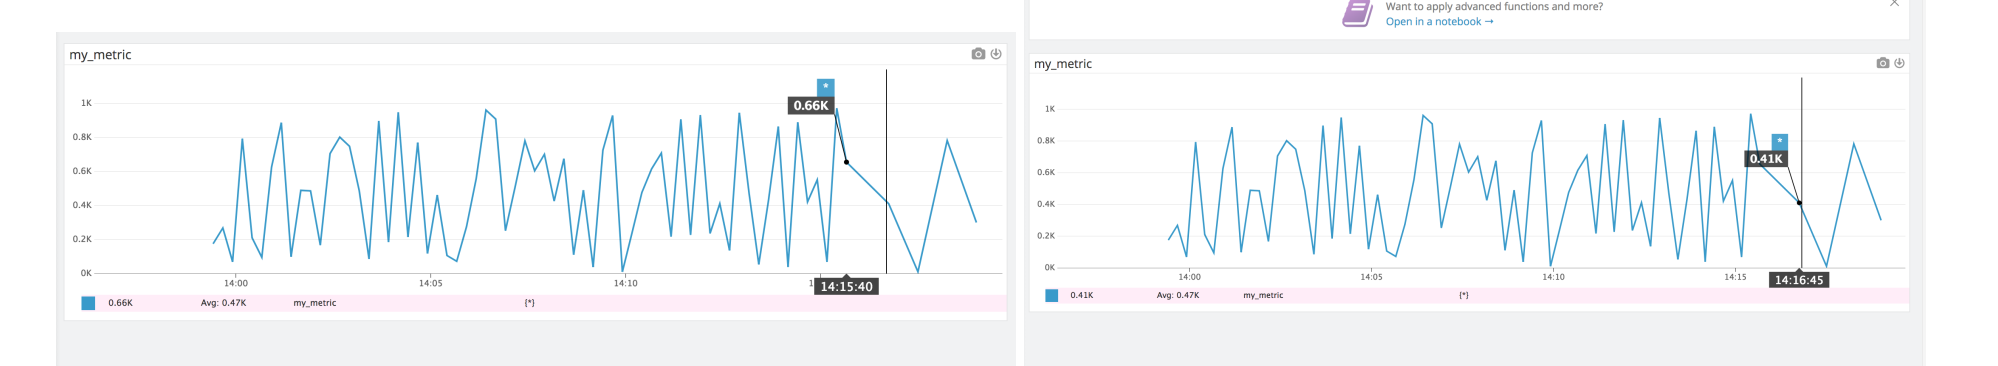 my_metric
*
0.66K
1K
0.8K
0.6K
0.4K
0.2K
0K
14:00
14:05
14:10
14:15:40
0.66K Avg: 0.47K my_metric {*}
Want to apply advanced functions and more?
Open in a notebook →
my_metric
1K
0.8K
0.6K
0.4K
0.2K
0K
*
0.41K
14:00
14:05
14:10
14:15
14:16:45
0.41K Avg: 0.47K my_metric {*}